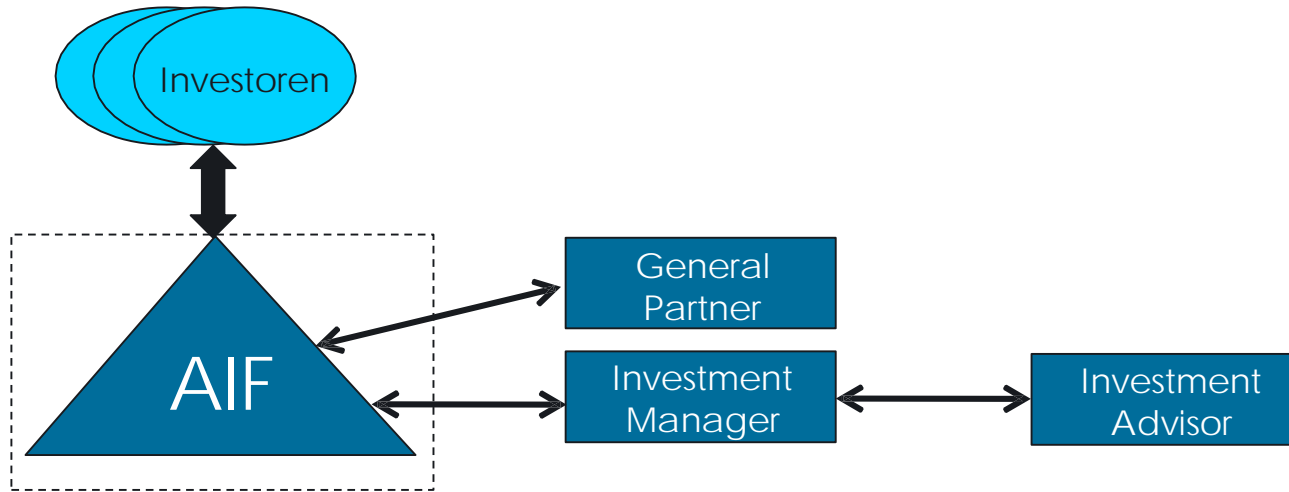 Investoren
General
Partner
AIF
Investment
Manager
Investment
Advisor